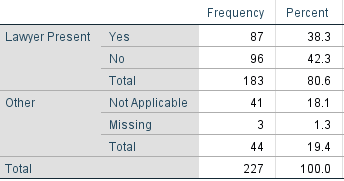 Frequency Percent
Lawyer Present Yes 87 38.3
No 96 42.3
Total 183 80.6
Other Not Applicable 41 18.1
Missing 3 1.3
Total 44 19.4
Total 227 100.0